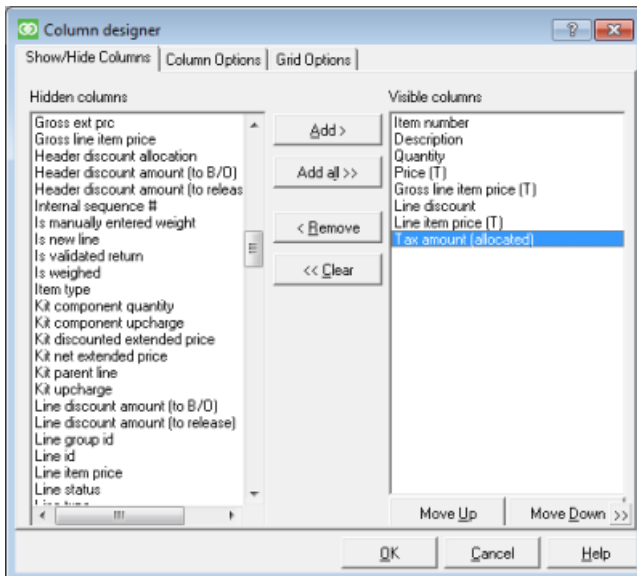 Column designer
Show/Hide Columns
Column Options
Grid Options
Hidden columns
Gross ext prc
Gross line item price
Header discount allocation
Header discount amount (to B/O)
Header discount amount (to releas
Internal sequence #
Is manually entered weight
Is new line
Is validated return
Is weighed
Item type
Kit component quantity
Kit component upcharge
Kit discounted extended price
Kit net extended price
Kit parent line
Kit upcharge
Line discount amount (to B/O)
Line discount amount (to release)
Line group id
Line id
Line item price
Line status
Line type
Add >
Add all >>
< Remove
<< Clear
Visible columns
Item number
Description
Quantity
Price (T)
Gross line item price (T)
Line discount
Line item price (T)
Tax amount (allocated)
Move Up
Move Down >>
OK
Cancel
Help